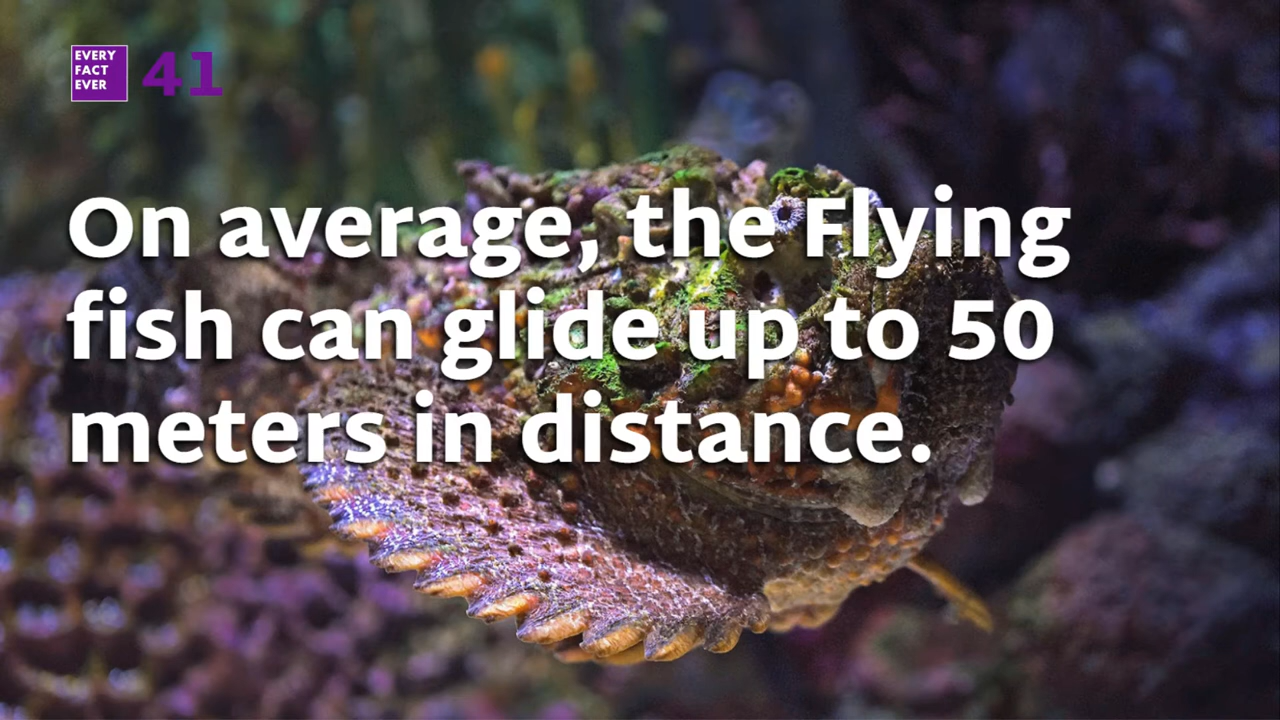 EVERY
FACT
EVER
41
On average, the Flying
fish can glide up to 50
meters in distance.